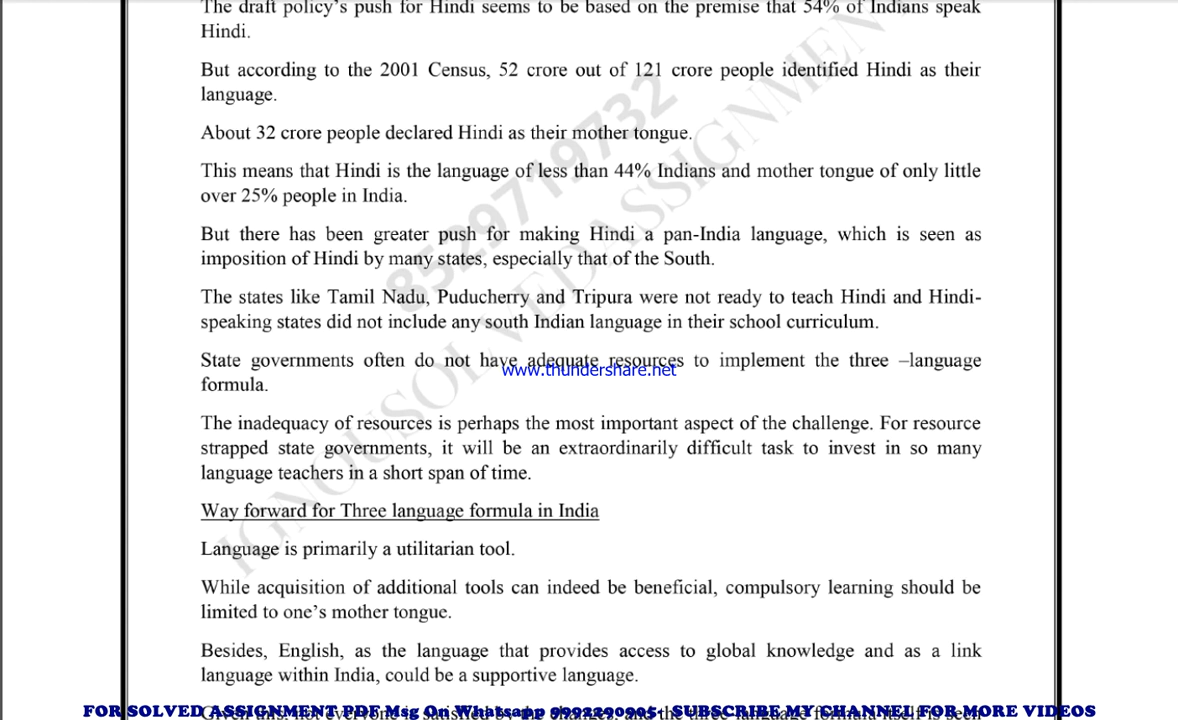 The draft policy's push for Hindi seems to be based on the premise that 54% of Indians speak
Hindi.
But according to the 2001 Census, 52 crore out of 121 crore people identified Hindi as their
language.
About 32 crore people declared Hindi as their mother tongue.
This means that Hindi is the language of less than 44% Indians and mother tongue of only little
over 25% people in India.
But there has been greater push for making Hindi a pan-India language, which is seen as
imposition of Hindi by many states, especially that of the South.
The states like Tamil Nadu, Puducherry and Tripura were not ready to teach Hindi and Hindi-
speaking states did not include any south Indian language in their school curriculum.
State governments often do not have adequate resources to implement the three –language
www.thundershare.net
formula.
The inadequacy of resources is perhaps the most important aspect of the challenge. For resource
strapped state governments, it will be an extraordinarily difficult task to invest in so many
language teachers in a short span of time.
Way forward for Three language formula in India
Language is primarily a utilitarian tool.
While acquisition of additional tools can indeed be beneficial, compulsory learning should be
limited to one's mother tongue.
Besides, English, as the language that provides access to global knowledge and as a link
language within India, could be a supportive language.
FOR SOLVED ASSIGNMENT PDF Msg On Whatsapp 9992290905- SUBSCRIBE MY CHANNEL FOR MORE VIDEOS
IGNOUSOLVEDASSIGNMEN
8529719732